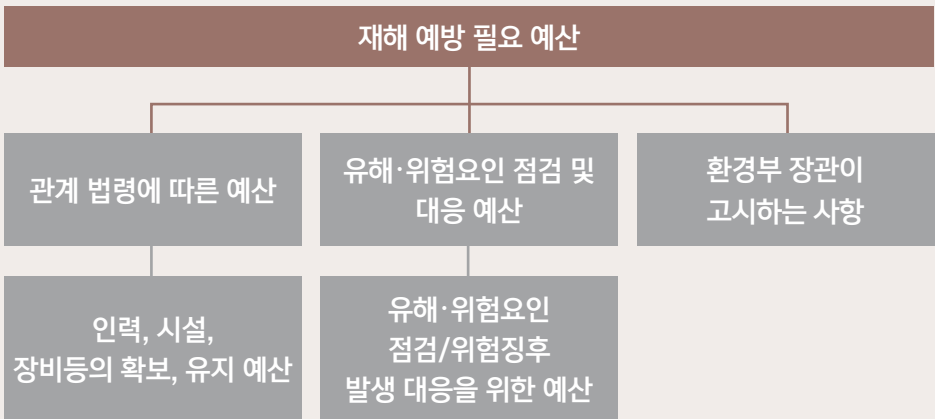 재해 예방 필요 예산
관계 법령에 따른 예산
유해·위험요인 점검 및
대응 예산
환경부 장관이
고시하는 사항
인력, 시설,
장비등의 확보, 유지 예산
유해·위험요인
점검/위험징후
발생 대응을 위한 예산